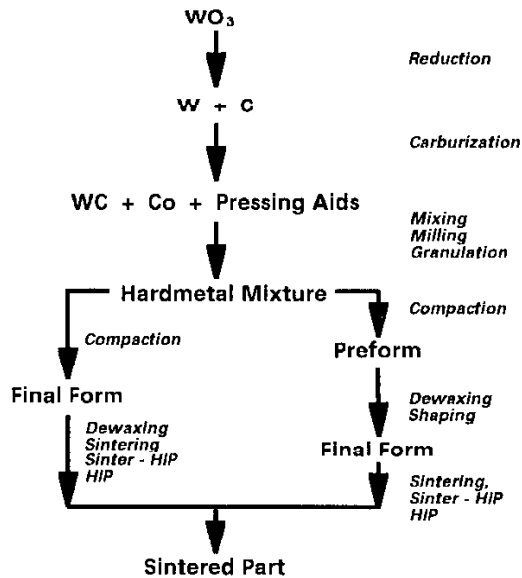 WO₃
Reduction
W + C
Carburization
WC + Co + Pressing Aids
Mixing
Milling
Granulation
Hardmetal Mixture
Compaction
Compaction
Preform
Final Form
Dewaxing
Shaping
Dewaxing
Sintering
Sinter - HIP
HIP
Final Form
Sintering,
Sinter - HIP
HIP
Sintered Part